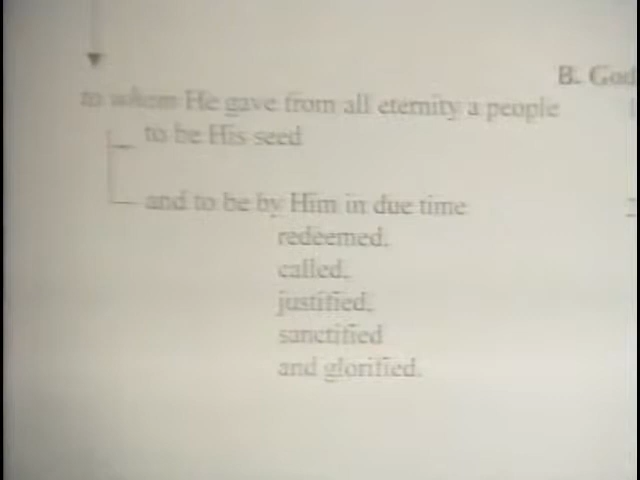 B. God
to whom He gave from all eternity a people
to be His seed
and to be by Him in due time
redeemed,
called,
justified,
sanctified
and glorified.